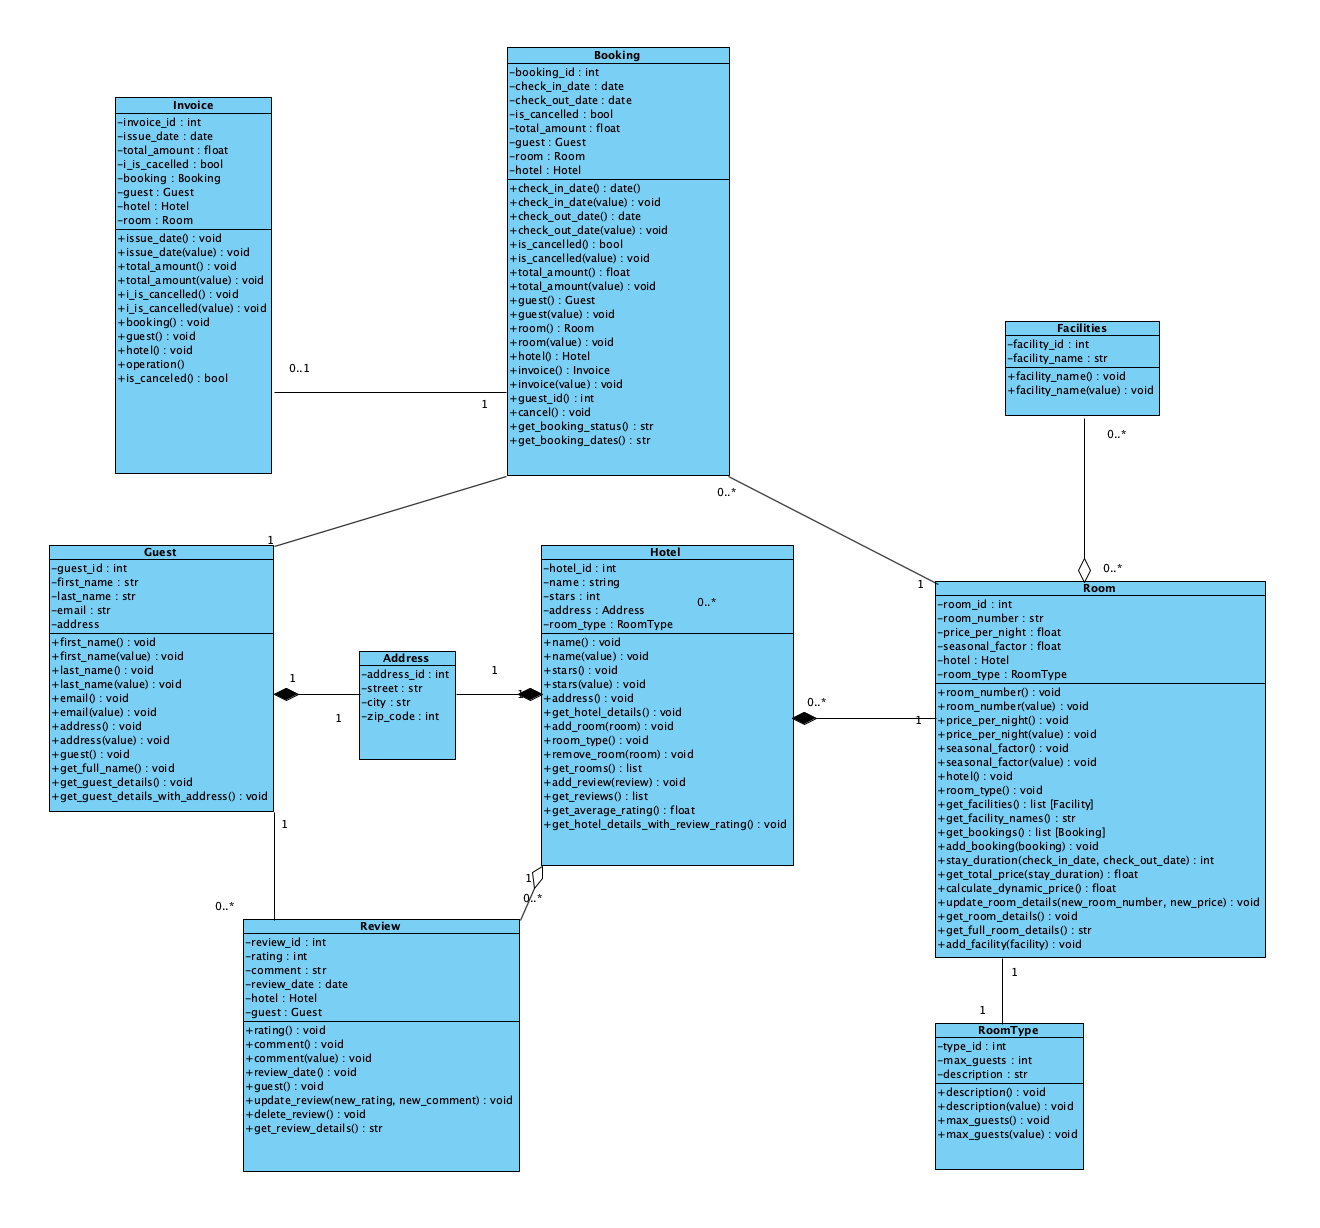 Booking
-booking_id : int
-check_in_date : date
-check_out_date : date
-is_cancelled : bool
-total_amount : float
-guest : Guest
-room : Room
-hotel : Hotel
+check_in_date() : date()
+check_in_date(value) : void
+check_out_date() : date
+check_out_date(value) : void
+is_cancelled() : bool
+is_cancelled(value) : void
+total_amount() : float
+total_amount(value) : void
+guest() : Guest
+guest(value) : void
+room() : Room
+room(value) : void
+hotel() : Hotel
+invoice() : Invoice
+invoice(value) : void
+guest_id() : int
+cancel() : void
+get_booking_status() : str
+get_booking_dates() : str
Invoice
-invoice_id : int
-issue_date : date
-total_amount : float
-i_is_cacelled : bool
-booking : Booking
-guest : Guest
-hotel : Hotel
-room : Room
+issue_date() : void
+issue_date(value) : void
+total_amount() : void
+total_amount(value) : void
+i_is_cancelled() : void
+i_is_cancelled(value) : void
+booking() : void
+guest() : void
+hotel() : void
+operation()
+is_canceled() : bool
0..1
1
Facilities
-facility_id : int
-facility_name : str
+facility_name() : void
+facility_name(value) : void
0..*
0..*
0..*
1
1
Guest
-guest_id : int
-first_name : str
-last_name : str
-email : str
-address
+first_name() : void
+first_name(value) : void
+last_name() : void
+last_name(value) : void
+email() : void
+email(value) : void
+address() : void
+address(value) : void
+guest() : void
+get_full_name() : void
+get_guest_details() : void
+get_guest_details_with_address() : void
1
1
Address
-address_id : int
-street : str
-city : str
-zip_code : int
1
1
Hotel
-hotel_id : int
-name : string
-stars : int
-address : Address
-room_type : RoomType
0..*
+name() : void
+name(value) : void
+stars() : void
+stars(value) : void
+address() : void
+get_hotel_details() : void
+add_room(room) : void
+room_type() : void
+remove_room(room) : void
+get_rooms() : list
+add_review(review) : void
+get_reviews() : list
+get_average_rating() : float
+get_hotel_details_with_review_rating() : void
0..*
1
Room
-room_id : int
-room_number : str
-price_per_night : float
-seasonal_factor : float
-hotel : Hotel
-room_type : RoomType
+room_number() : void
+room_number(value) : void
+price_per_night() : void
+price_per_night(value) : void
+seasonal_factor() : void
+seasonal_factor(value) : void
+hotel() : void
+room_type() : void
+get_facilities() : list [Facility]
+get_facility_names() : str
+get_bookings() : list [Booking]
+add_booking(booking) : void
+stay_duration(check_in_date, check_out_date) : int
+get_total_price(stay_duration) : float
+calculate_dynamic_price() : float
+update_room_details(new_room_number, new_price) : void
+get_room_details() : void
+get_full_room_details() : str
+add_facility(facility) : void
1
0..*
1
0..*
Review
-review_id : int
-rating : int
-comment : str
-review_date : date
-hotel : Hotel
-guest : Guest
+rating() : void
+comment() : void
+comment(value) : void
+review_date() : void
+guest() : void
+update_review(new_rating, new_comment) : void
+delete_review() : void
+get_review_details() : str
1
1
RoomType
-type_id : int
-max_guests : int
-description : str
+description() : void
+description(value) : void
+max_guests() : void
+max_guests(value) : void